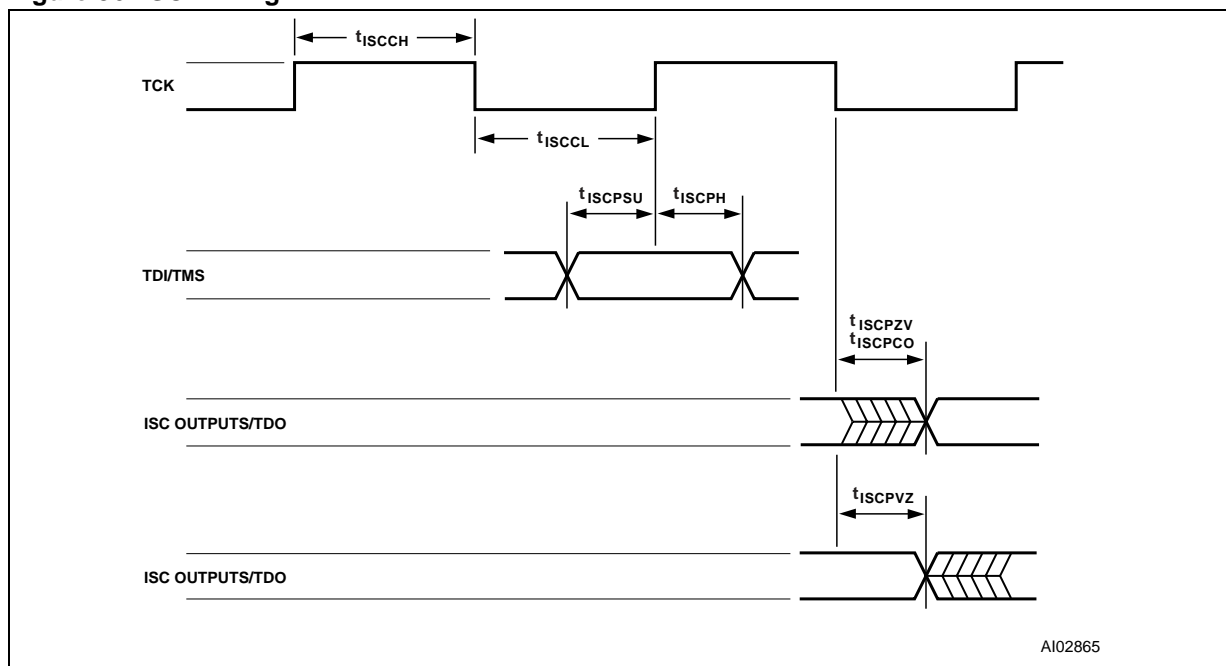 tISCCH
TCK
tISCCL
tISCPSU tISCPH
TDI/TMS
tISCPZV
tISCPCO
ISC OUTPUTS/TDO
tISCPVZ
ISC OUTPUTS/TDO
AI02865